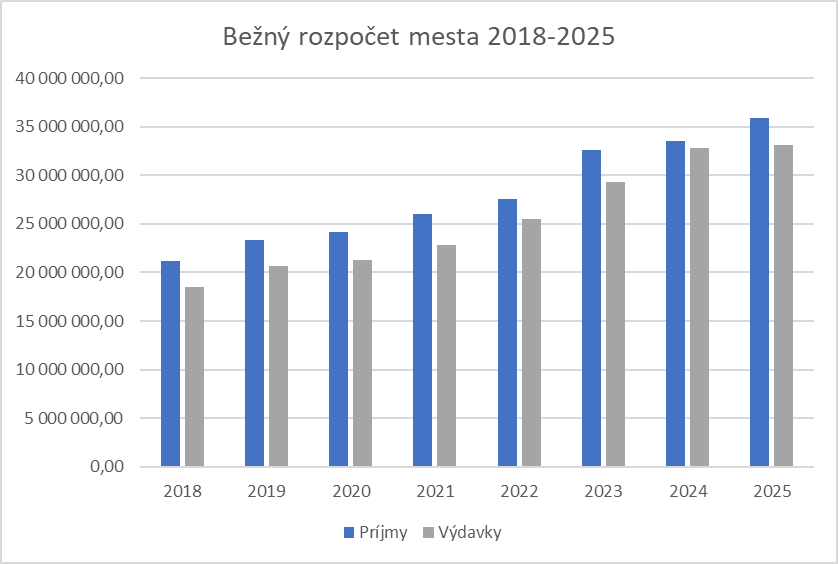 Bežný rozpočet mesta 2018-2025
40 000 000,00
35 000 000,00
30 000 000,00
25 000 000,00
20 000 000,00
15 000 000,00
10 000 000,00
5 000 000,00
0,00
2018 2019 2020 2021 2022 2023 2024 2025
Príjmy Výdavky